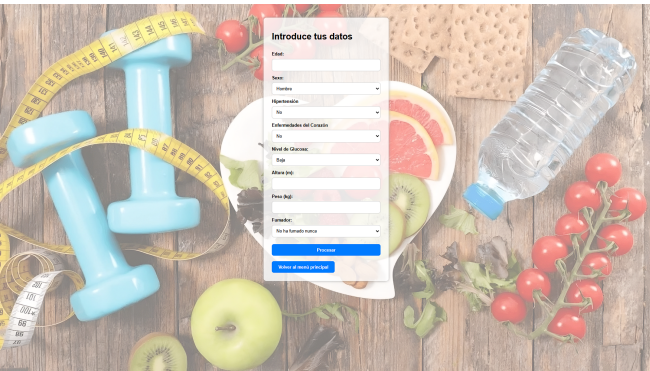 Introduce tus datos
Edad:
Sexo:
Hombre
Hipertensión
No
Enfermedades del Corazón
No
Nivel de Glucosa:
Baja
Altura (m):
Peso (kg):
Fumador:
No ha fumado nunca
Procesar
Volver al menú principal